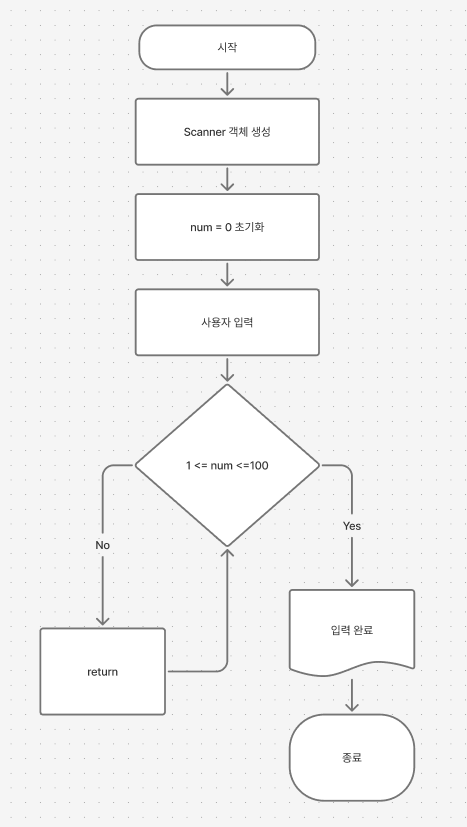 시작
Scanner 객체 생성
num = 0 초기화
사용자 입력
1 <= num <=100
No
Yes
입력 완료
return
종료